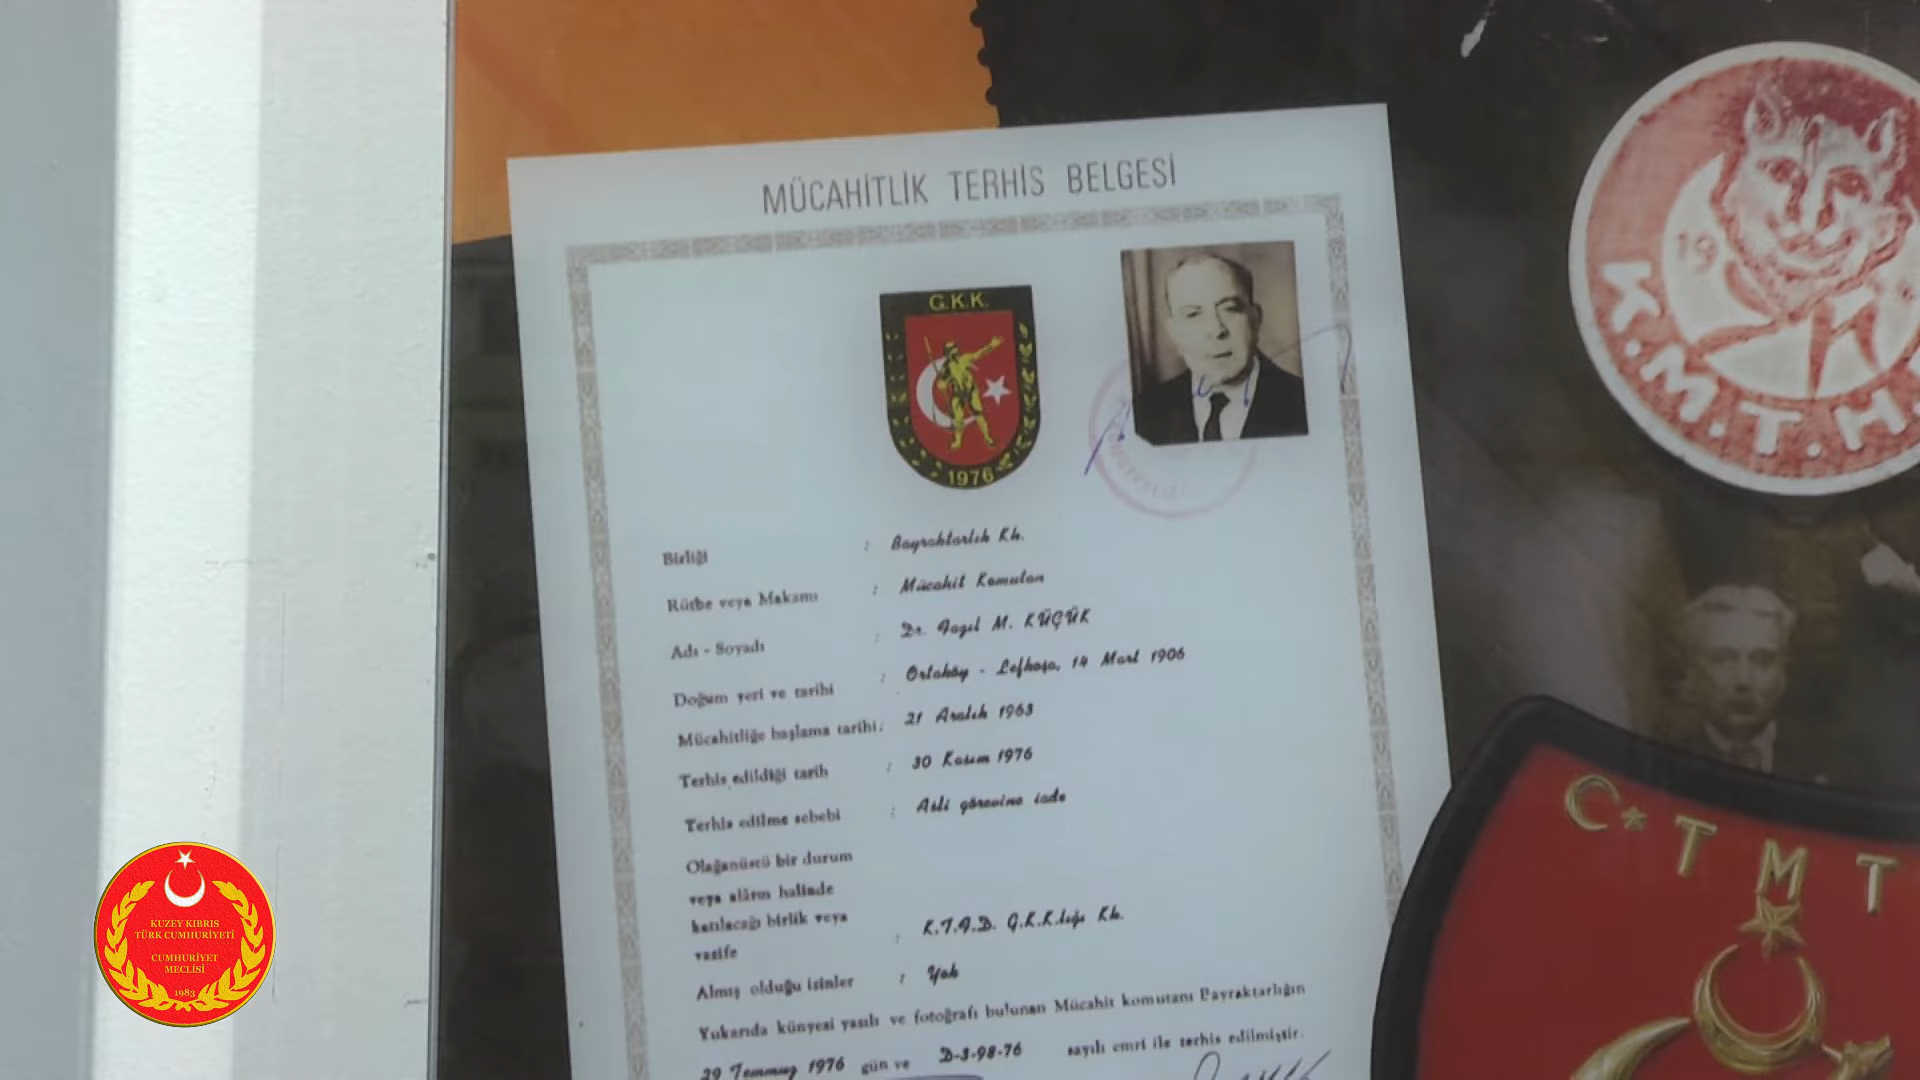 MÜCAHİTLİK TERHİS BELGESİ
G.K.K.
1976
Birliği : Bayraktarlık Kh.
Rütbe veya Makamı : Mücahit Komutan
Adı - Soyadı : Dr. Fazıl M. KÜÇÜK
Doğum yeri ve tarihi : Ortaköy - Lefkoşa, 14 Mart 1906
Mücahitliğe başlama tarihi : 21 Aralık 1963
Terhis edildiği tarih : 30 Kasım 1976
Terhis edilme sebebi : Asli görevine iade
Olağanüstü bir durum
veya alârm halinde
katılacağı birlik veya
vazife : K.T.F.D. G.K.K.lığı Kh.
Almış olduğu izinler : Yok
Yukarıda künyesi yazılı ve fotoğrafı bulunan Mücahit komutanı Bayraktarlığın
29 Temmuz 1976 gün ve D-3-98-76 sayılı emri ile terhis edilmiştir.
19
K.M.T.H.
C*TMT
KUZEY KIBRIS
TÜRK CUMHURİYETİ
CUMHURİYET
MECLİSİ
1983